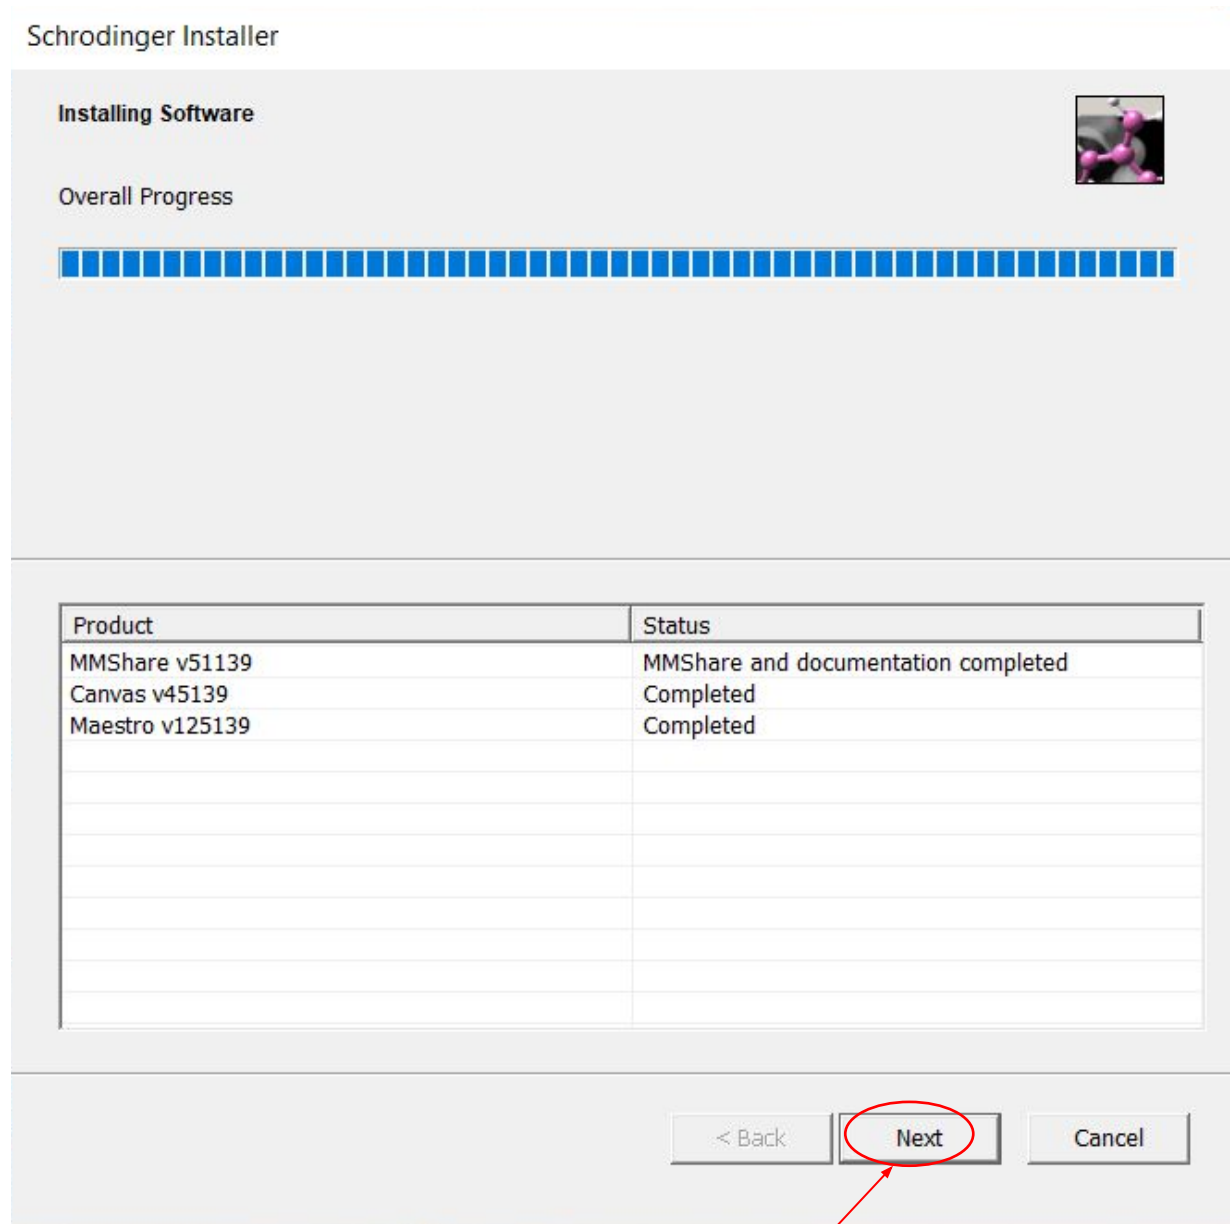 Schrodinger Installer
Installing Software
Overall Progress
Product Status
MMShare v51139 MMShare and documentation completed
Canvas v45139 Completed
Maestro v125139 Completed
< Back Next Cancel